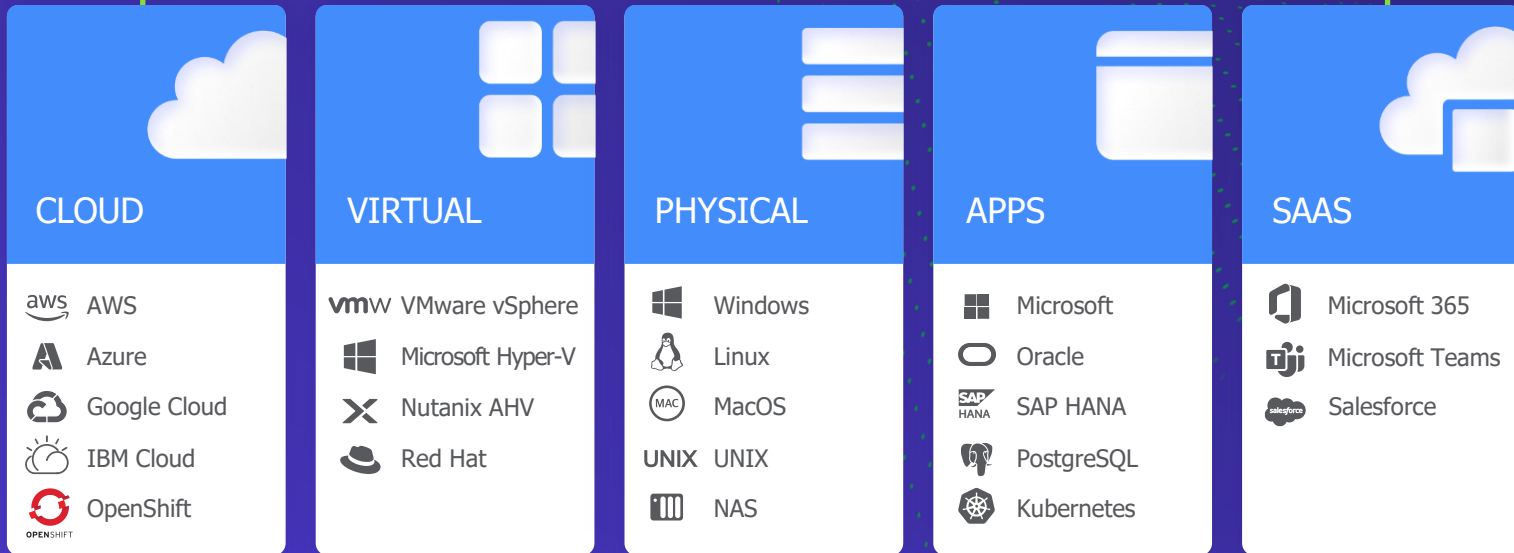 CLOUD
aws AWS
Azure
Google Cloud
IBM Cloud
OpenShift
OPENSHIFT
VIRTUAL
vmw VMware vSphere
Microsoft Hyper-V
Nutanix AHV
Red Hat
PHYSICAL
Windows
Linux
MAC MacOS
UNIX UNIX
NAS
APPS
Microsoft
Oracle
SAP
HANA SAP HANA
PostgreSQL
Kubernetes
SAAS
Microsoft 365
T Microsoft Teams
salesforce Salesforce